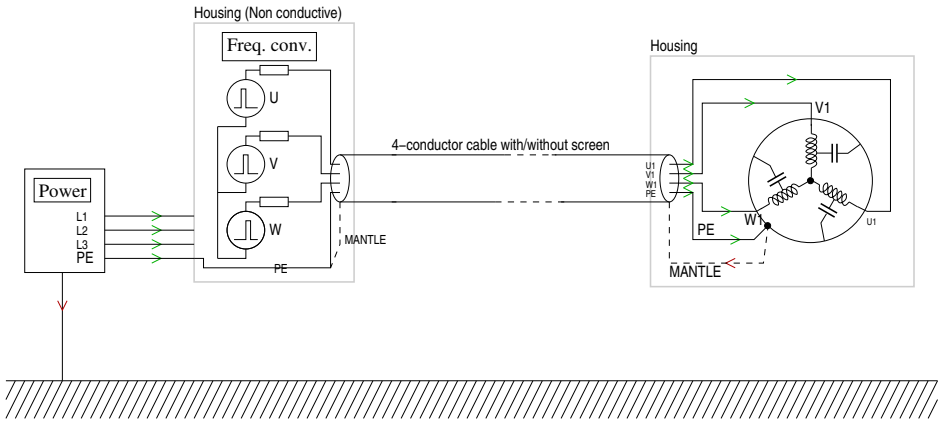 Housing (Non conductive)
Freq. conv.
U
V
W
Power
L1
L2
L3
PE
PE
MANTLE
4−conductor cable with/without screen
Housing
U1
V1
W1
PE
V1
W1
U1
PE
MANTLE